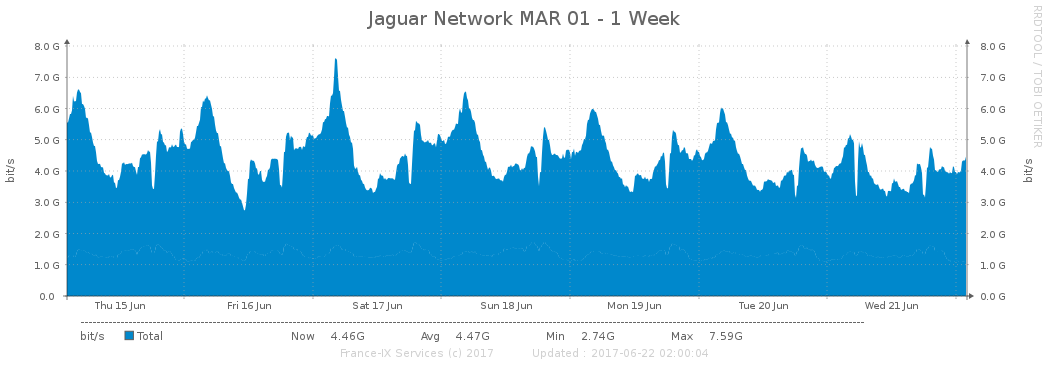 Jaguar Network MAR 01 - 1 Week
RRDTOOL / TOBI OETIKER
bit/s
8.0 G 8.0 G
7.0 G 7.0 G
6.0 G 6.0 G
5.0 G 5.0 G
4.0 G 4.0 G
3.0 G 3.0 G
2.0 G 2.0 G
1.0 G 1.0 G
0.0 0.0 G
bit/s
Thu 15 Jun Fri 16 Jun Sat 17 Jun Sun 18 Jun Mon 19 Jun Tue 20 Jun Wed 21 Jun
bit/s Total Now 4.46G Avg 4.47G Min 2.74G Max 7.59G
France-IX Services (c) 2017 Updated : 2017-06-22 02:00:04